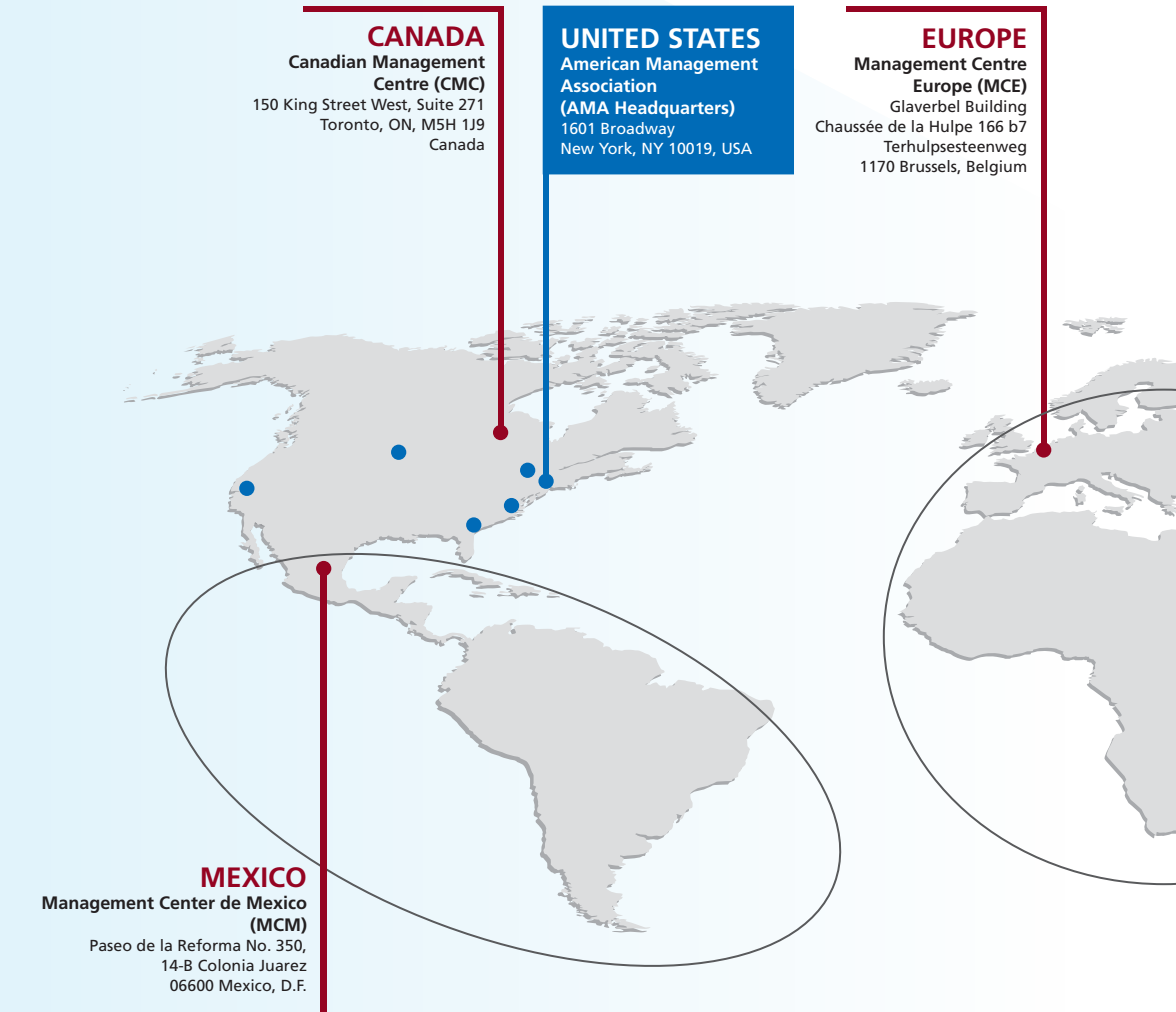 CANADA
Canadian Management
Centre (CMC)
150 King Street West, Suite 271
Toronto, ON, M5H 1J9
Canada
UNITED STATES
American Management
Association
(AMA Headquarters)
1601 Broadway
New York, NY 10019, USA
EUROPE
Management Centre
Europe (MCE)
Glaverbel Building
Chaussée de la Hulpe 166 b7
Terhulpsesteenweg
1170 Brussels, Belgium
MEXICO
Management Center de Mexico
(MCM)
Paseo de la Reforma No. 350,
14-B Colonia Juarez
06600 Mexico, D.F.